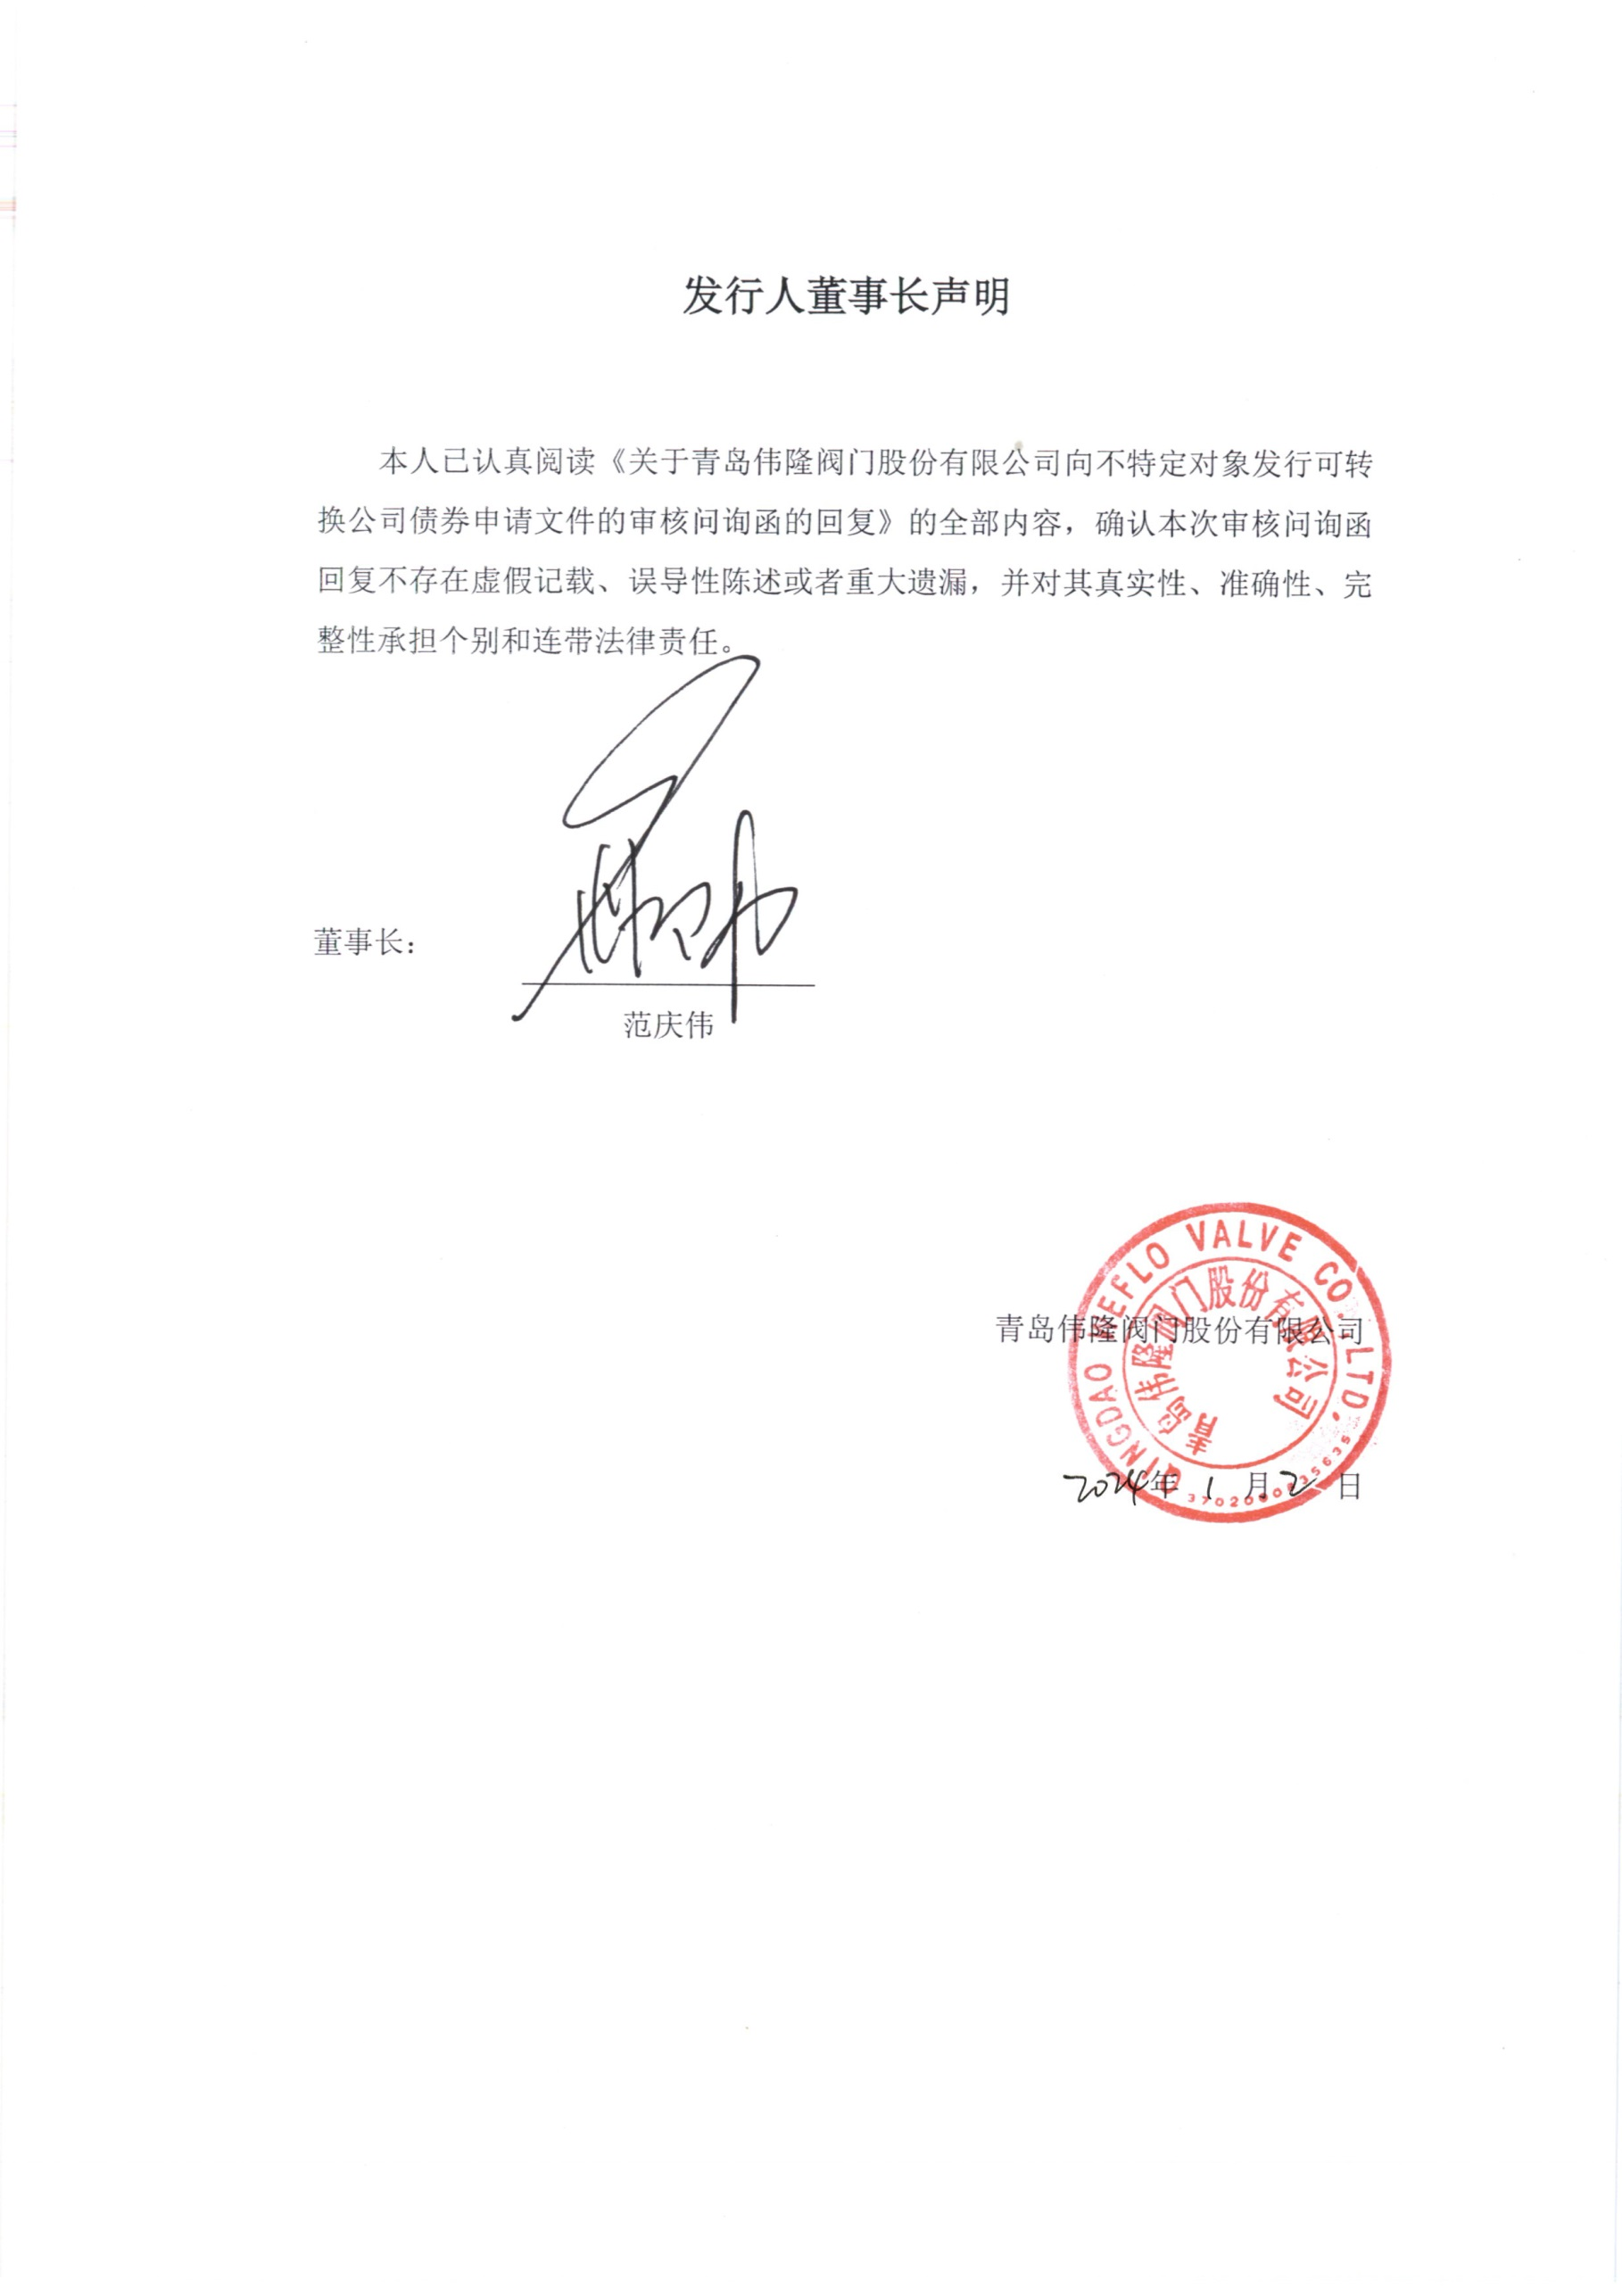 发行人董事长声明
本人已认真阅读《关于青岛伟隆阀门股份有限公司向不特定对象发行可转
换公司债券申请文件的审核问询函的回复》的全部内容，确认本次审核问询函
回复不存在虚假记载、误导性陈述或者重大遗漏，并对其真实性、准确性、完
整性承担个别和连带法律责任。
董事长：
范庆伟
青岛伟隆阀门股份有限公司
QINGDAO WEFLO VALVE CO.,LTD.
青岛伟隆阀门股份有限公司
2024年 1 月 2 日